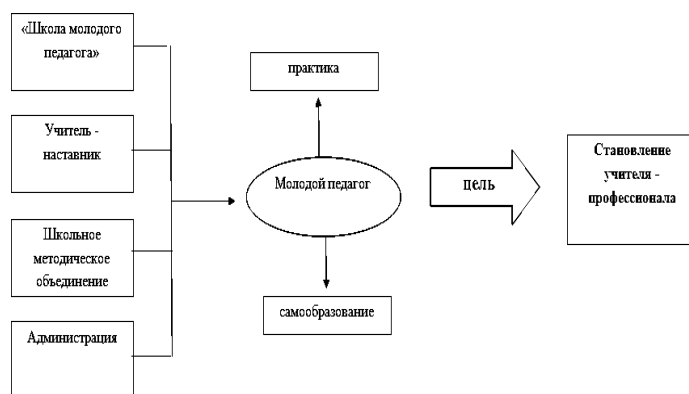 «Школа молодого
педагога»
Учитель -
наставник
Школьное
методическое
объединение
Администрация
практика
Молодой педагог
самообразование
цель
Становление
учителя -
профессионала